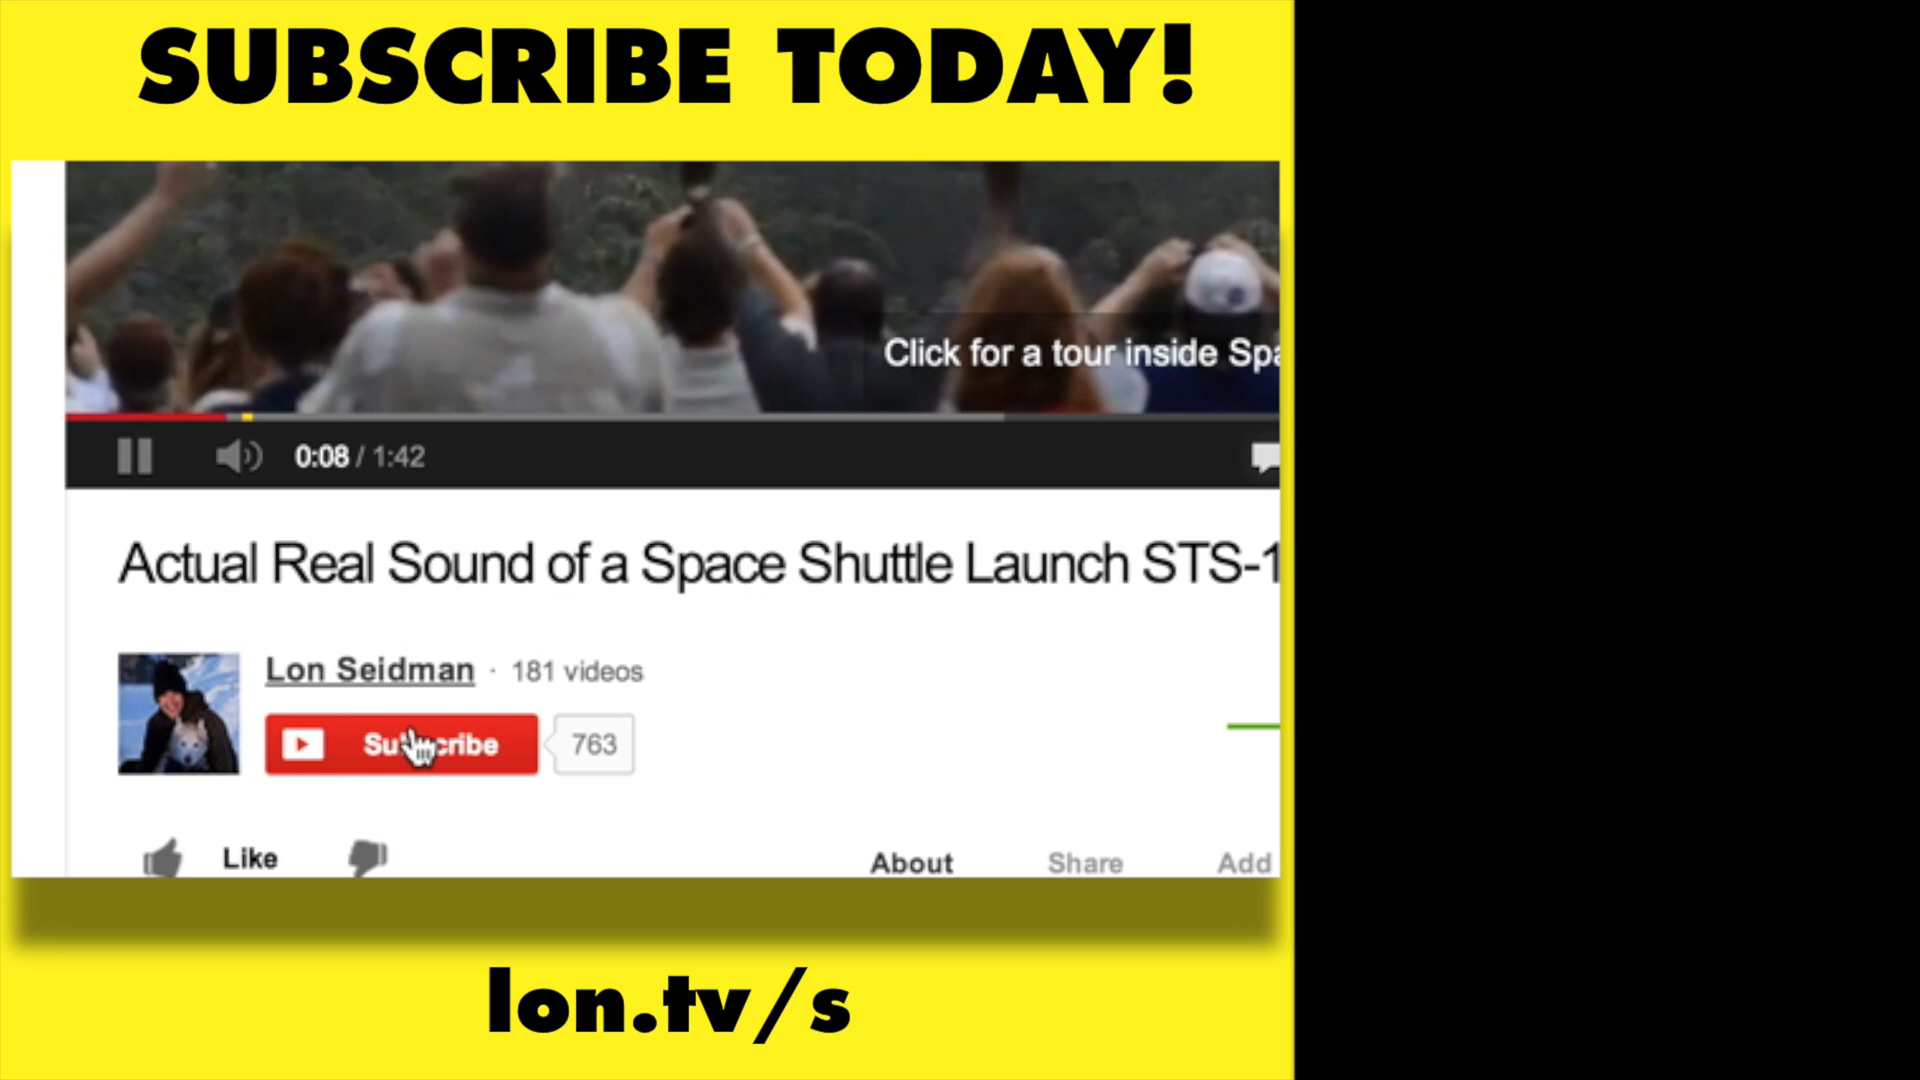 SUBSCRIBE TODAY!
Click for a tour inside Spa
0:08 / 1:42
Actual Real Sound of a Space Shuttle Launch STS-1
Lon Seidman · 181 videos
Subscribe 763
Like About Share Add
lon.tv/s